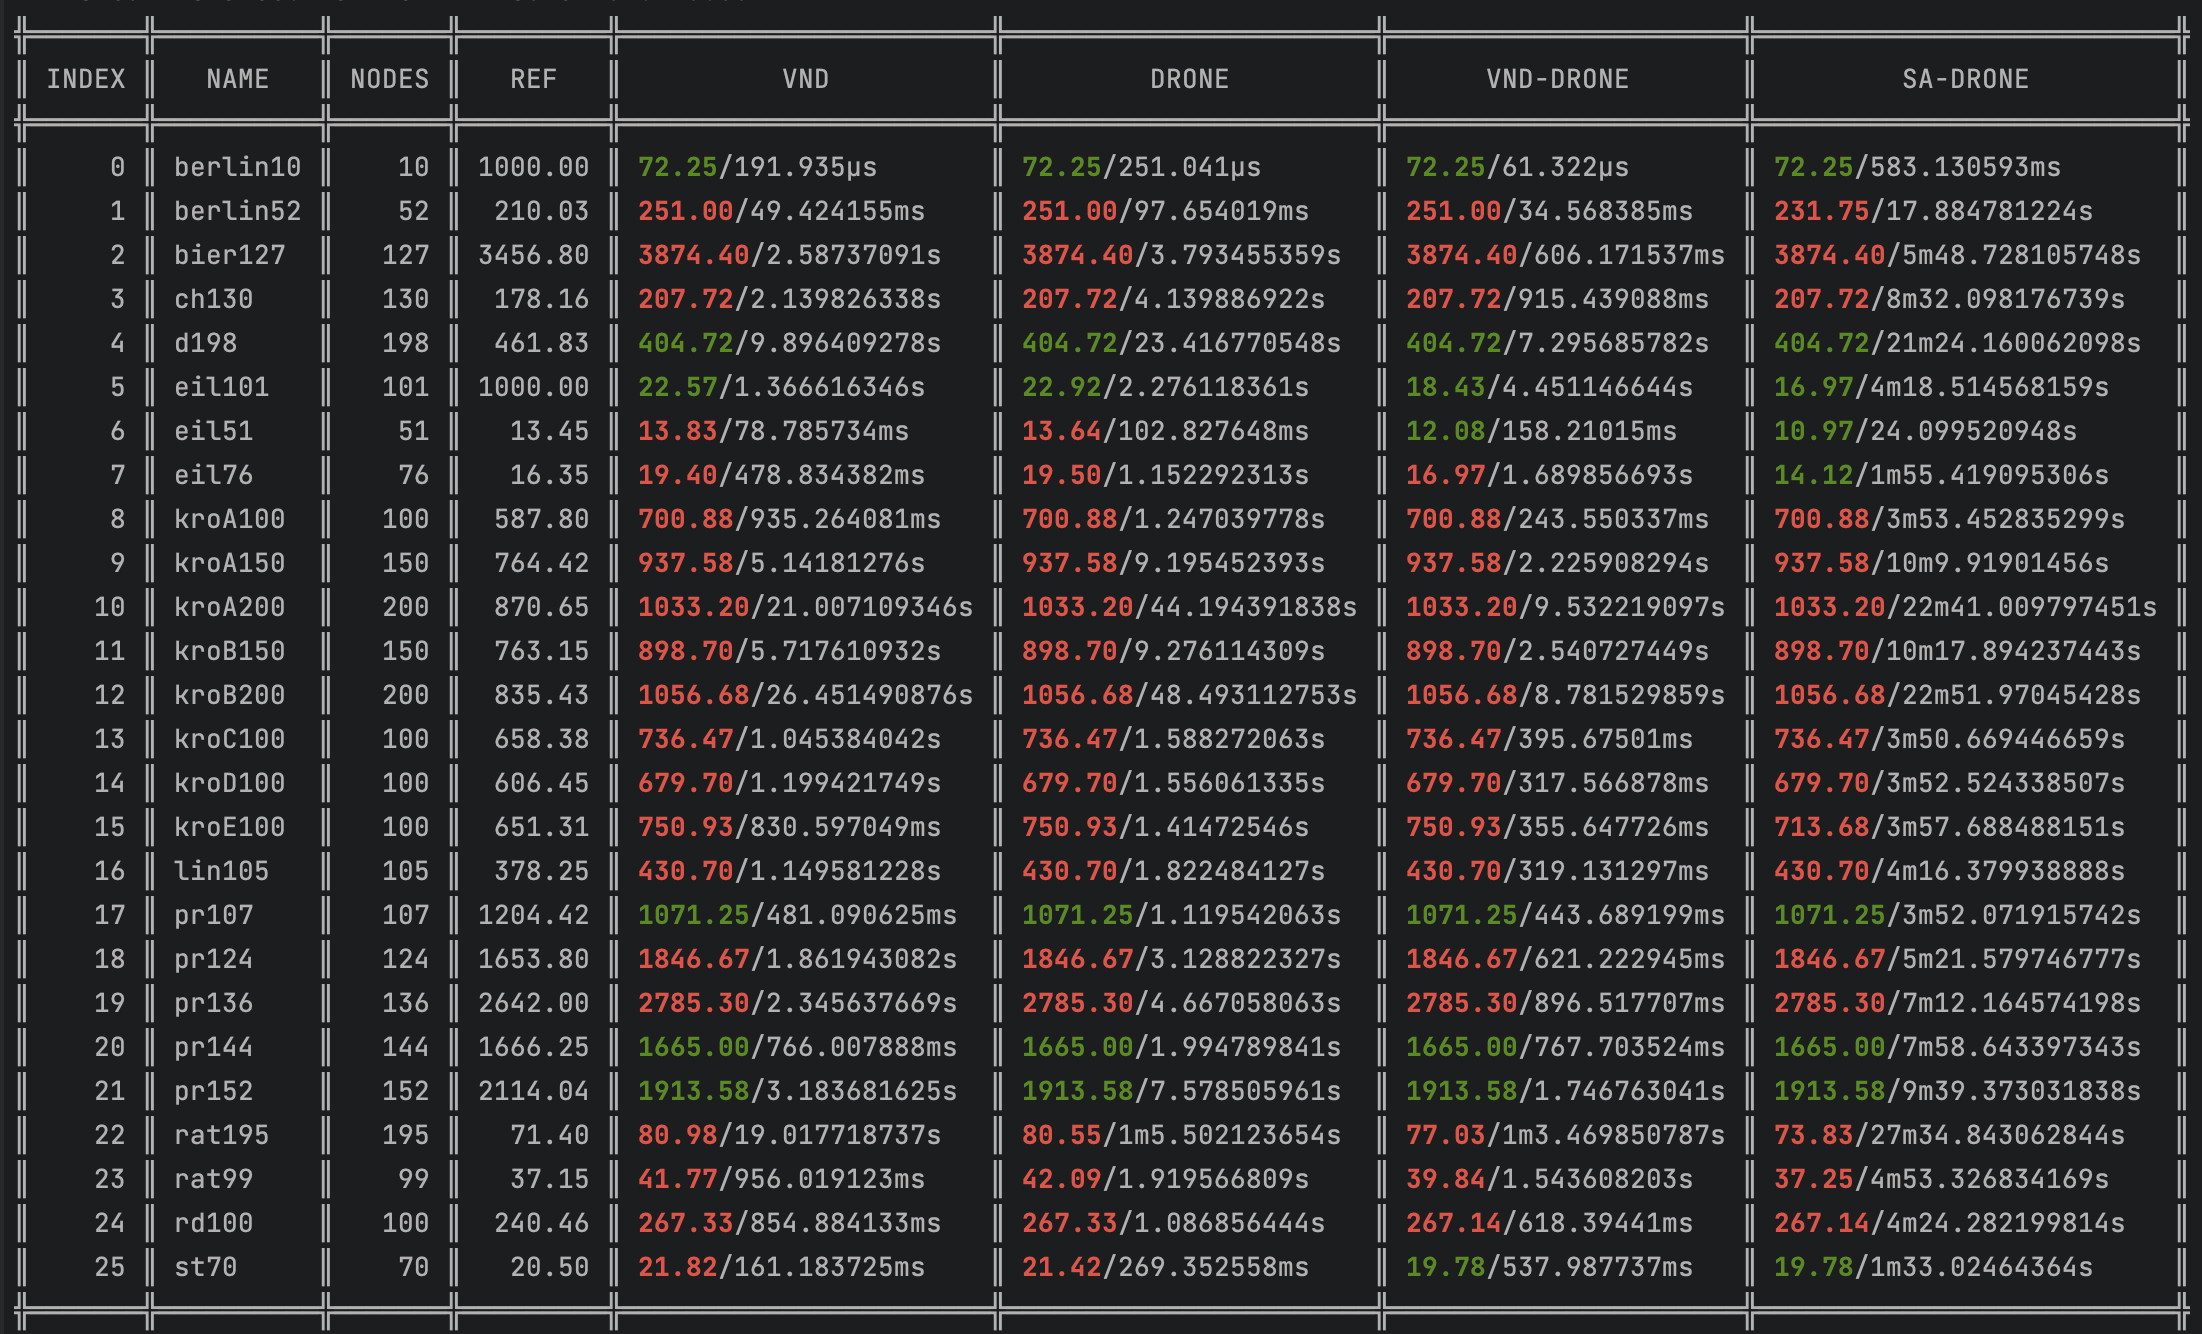 INDEX NAME NODES REF VND DRONE VND-DRONE SA-DRONE
0 berlin10 10 1000.00 72.25/191.935µs 72.25/251.041µs 72.25/61.322µs 72.25/583.130593ms
1 berlin52 52 210.03 251.00/49.424155ms 251.00/97.654019ms 251.00/34.568385ms 231.75/17.884781224s
2 bier127 127 3456.80 3874.40/2.58737091s 3874.40/3.793455359s 3874.40/606.171537ms 3874.40/5m48.728105748s
3 ch130 130 178.16 207.72/2.139826338s 207.72/4.139886922s 207.72/915.439088ms 207.72/8m32.098176739s
4 d198 198 461.83 404.72/9.896409278s 404.72/23.416770548s 404.72/7.295685782s 404.72/21m24.160062098s
5 eil101 101 1000.00 22.57/1.366616346s 22.92/2.276118361s 18.43/4.451146644s 16.97/4m18.514568159s
6 eil51 51 13.45 13.83/78.785734ms 13.64/102.827648ms 12.08/158.21015ms 10.97/24.099520948s
7 eil76 76 16.35 19.40/478.834382ms 19.50/1.152292313s 16.97/1.689856693s 14.12/1m55.419095306s
8 kroA100 100 587.80 700.88/935.264081ms 700.88/1.247039778s 700.88/243.550337ms 700.88/3m53.452835299s
9 kroA150 150 764.42 937.58/5.14181276s 937.58/9.195452393s 937.58/2.225908294s 937.58/10m9.91901456s
10 kroA200 200 870.65 1033.20/21.007109346s 1033.20/44.194391838s 1033.20/9.532219097s 1033.20/22m41.009797451s
11 kroB150 150 763.15 898.70/5.717610932s 898.70/9.276114309s 898.70/2.540727449s 898.70/10m17.894237443s
12 kroB200 200 835.43 1056.68/26.451490876s 1056.68/48.493112753s 1056.68/8.781529859s 1056.68/22m51.97045428s
13 kroC100 100 658.38 736.47/1.045384042s 736.47/1.588272063s 736.47/395.67501ms 736.47/3m50.669446659s
14 kroD100 100 606.45 679.70/1.199421749s 679.70/1.556061335s 679.70/317.566878ms 679.70/3m52.524338507s
15 kroE100 100 651.31 750.93/830.597049ms 750.93/1.41472546s 750.93/355.647726ms 713.68/3m57.688488151s
16 lin105 105 378.25 430.70/1.149581228s 430.70/1.822484127s 430.70/319.131297ms 430.70/4m16.379938888s
17 pr107 107 1204.42 1071.25/481.090625ms 1071.25/1.119542063s 1071.25/443.689199ms 1071.25/3m52.071915742s
18 pr124 124 1653.80 1846.67/1.861943082s 1846.67/3.128822327s 1846.67/621.222945ms 1846.67/5m21.579746777s
19 pr136 136 2642.00 2785.30/2.345637669s 2785.30/4.667058063s 2785.30/896.517707ms 2785.30/7m12.164574198s
20 pr144 144 1666.25 1665.00/766.007888ms 1665.00/1.994789841s 1665.00/767.703524ms 1665.00/7m58.643397343s
21 pr152 152 2114.04 1913.58/3.183681625s 1913.58/7.578505961s 1913.58/1.746763041s 1913.58/9m39.373031838s
22 rat195 195 71.40 80.98/19.017718737s 80.55/1m5.502123654s 77.03/1m3.469850787s 73.83/27m34.843062844s
23 rat99 99 37.15 41.77/956.019123ms 42.09/1.919566809s 39.84/1.543608203s 37.25/4m53.326834169s
24 rd100 100 240.46 267.33/854.884133ms 267.33/1.086856444s 267.14/618.39441ms 267.14/4m24.282199814s
25 st70 70 20.50 21.82/161.183725ms 21.42/269.352558ms 19.78/537.987737ms 19.78/1m33.02464364s